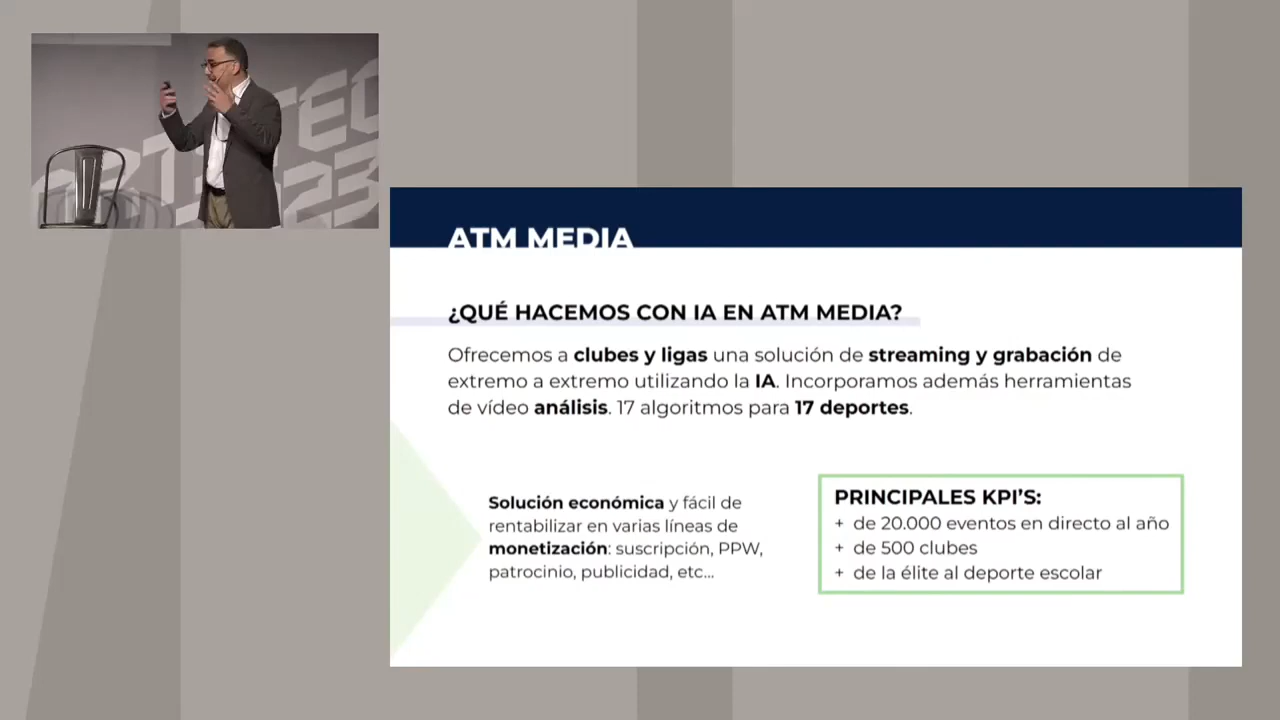 ATM MEDIA
¿QUÉ HACEMOS CON IA EN ATM MEDIA?
Ofrecemos a clubes y ligas una solución de streaming y grabación de
extremo a extremo utilizando la IA. Incorporamos además herramientas
de vídeo análisis. 17 algoritmos para 17 deportes.
Solución económica y fácil de
rentabilizar en varias líneas de
monetización: suscripción, PPW,
patrocinio, publicidad, etc...
PRINCIPALES KPI'S:
+ de 20.000 eventos en directo al año
+ de 500 clubes
+ de la élite al deporte escolar